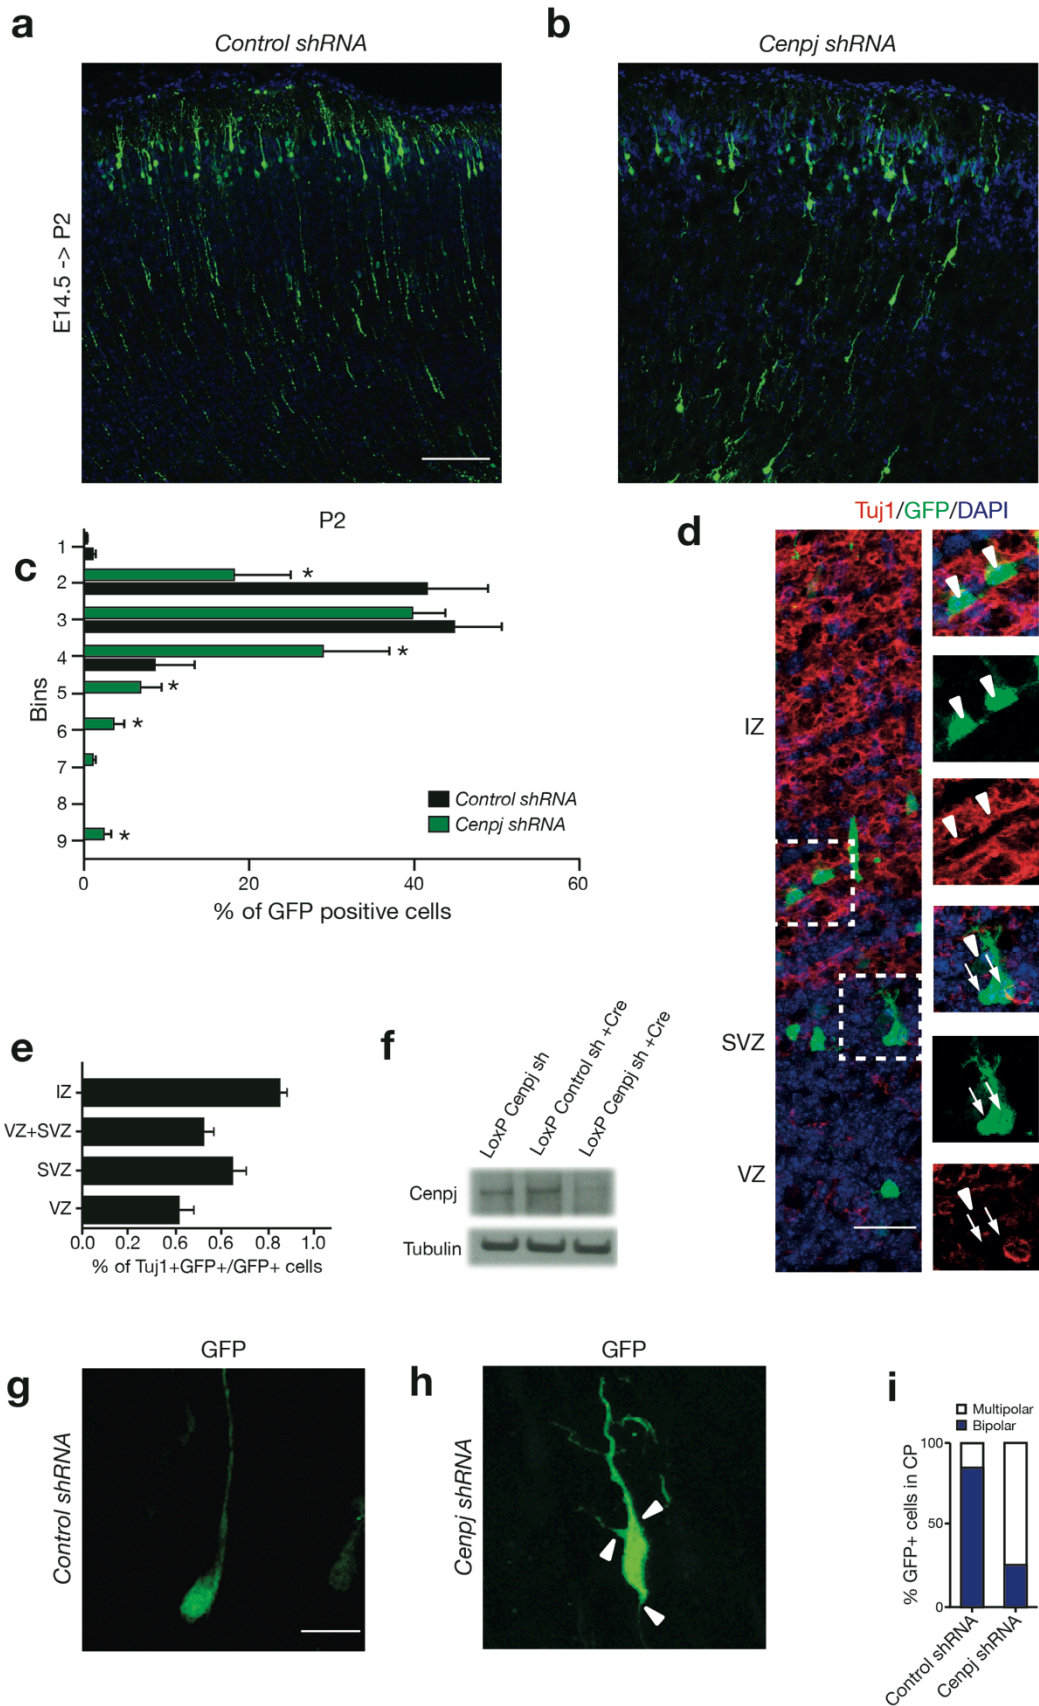 a
Control shRNA
b
Cenpj shRNA
E14.5 -> P2
c
P2
1
2
3
4
5
6
7
8
9
Bins
*
*
*
*
*
Control shRNA
Cenpj shRNA
0
20
40
60
% of GFP positive cells
d
Tuj1/GFP/DAPI
IZ
SVZ
VZ
e
IZ
VZ+SVZ
SVZ
VZ
0.0
0.2
0.6
0.6
0.8
1.0
% of Tuj1+GFP+/GFP+ cells
f
LoxP Cenpj sh
LoxP Control sh +Cre
LoxP Cenpj sh +Cre
Cenpj
Tubulin
g
GFP
Control shRNA
h
GFP
Cenpj shRNA
i
Multipolar
Bipolar
100
50
0
% GFP+ cells in CP
Control shRNA
Cenpj shRNA